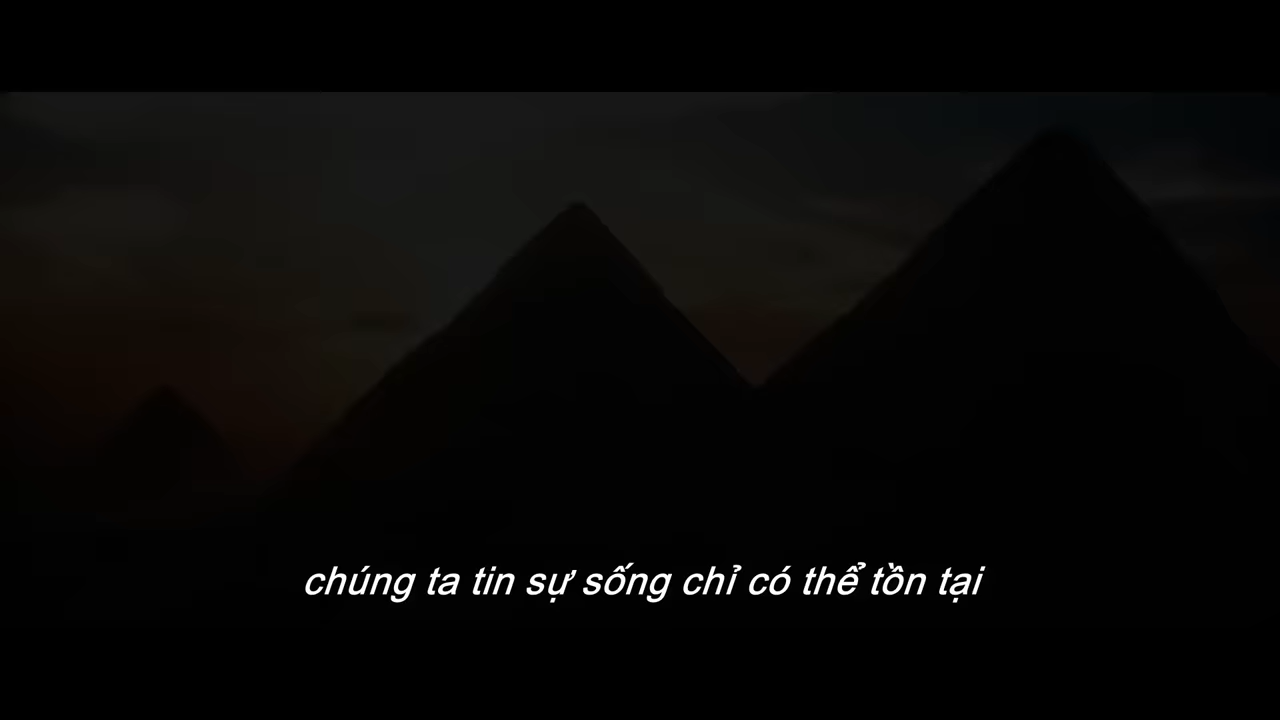 chúng ta tin sự sống chỉ có thể tồn tại